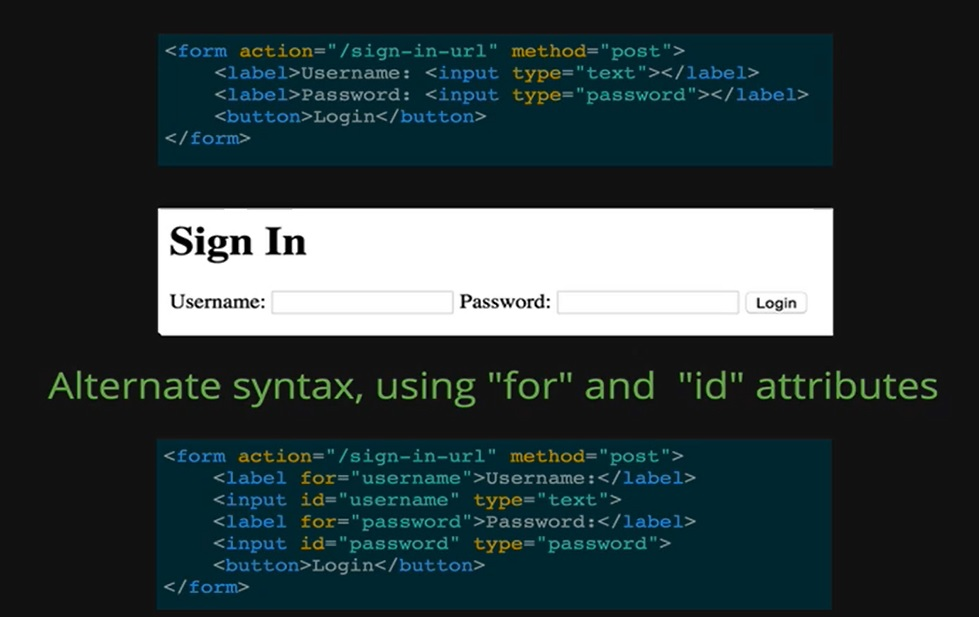 <form action="/sign-in-url" method="post">
<label>Username: <input type="text"></label>
<label>Password: <input type="password"></label>
<button>Login</button>
</form>
Sign In
Username: Password: Login
Alternate syntax, using "for" and "id" attributes
<form action="/sign-in-url" method="post">
<label for="username">Username:</label>
<input id="username" type="text">
<label for="password">Password:</label>
<input id="password" type="password">
<button>Login</button>
</form>